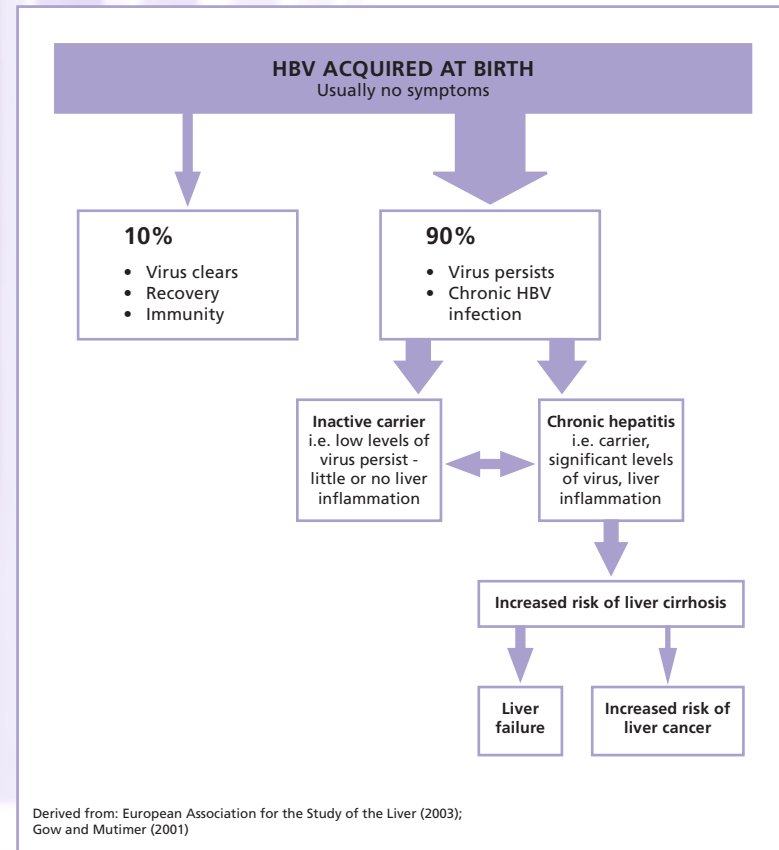 HBV ACQUIRED AT BIRTH
Usually no symptoms
10%
• Virus clears
• Recovery
• Immunity
90%
• Virus persists
• Chronic HBV
infection
Inactive carrier
i.e. low levels of
virus persist -
little or no liver
inflammation
Chronic hepatitis
i.e. carrier,
significant levels
of virus, liver
inflammation
Increased risk of liver cirrhosis
Liver
failure
Increased risk of
liver cancer
Derived from: European Association for the Study of the Liver (2003);
Gow and Mutimer (2001)